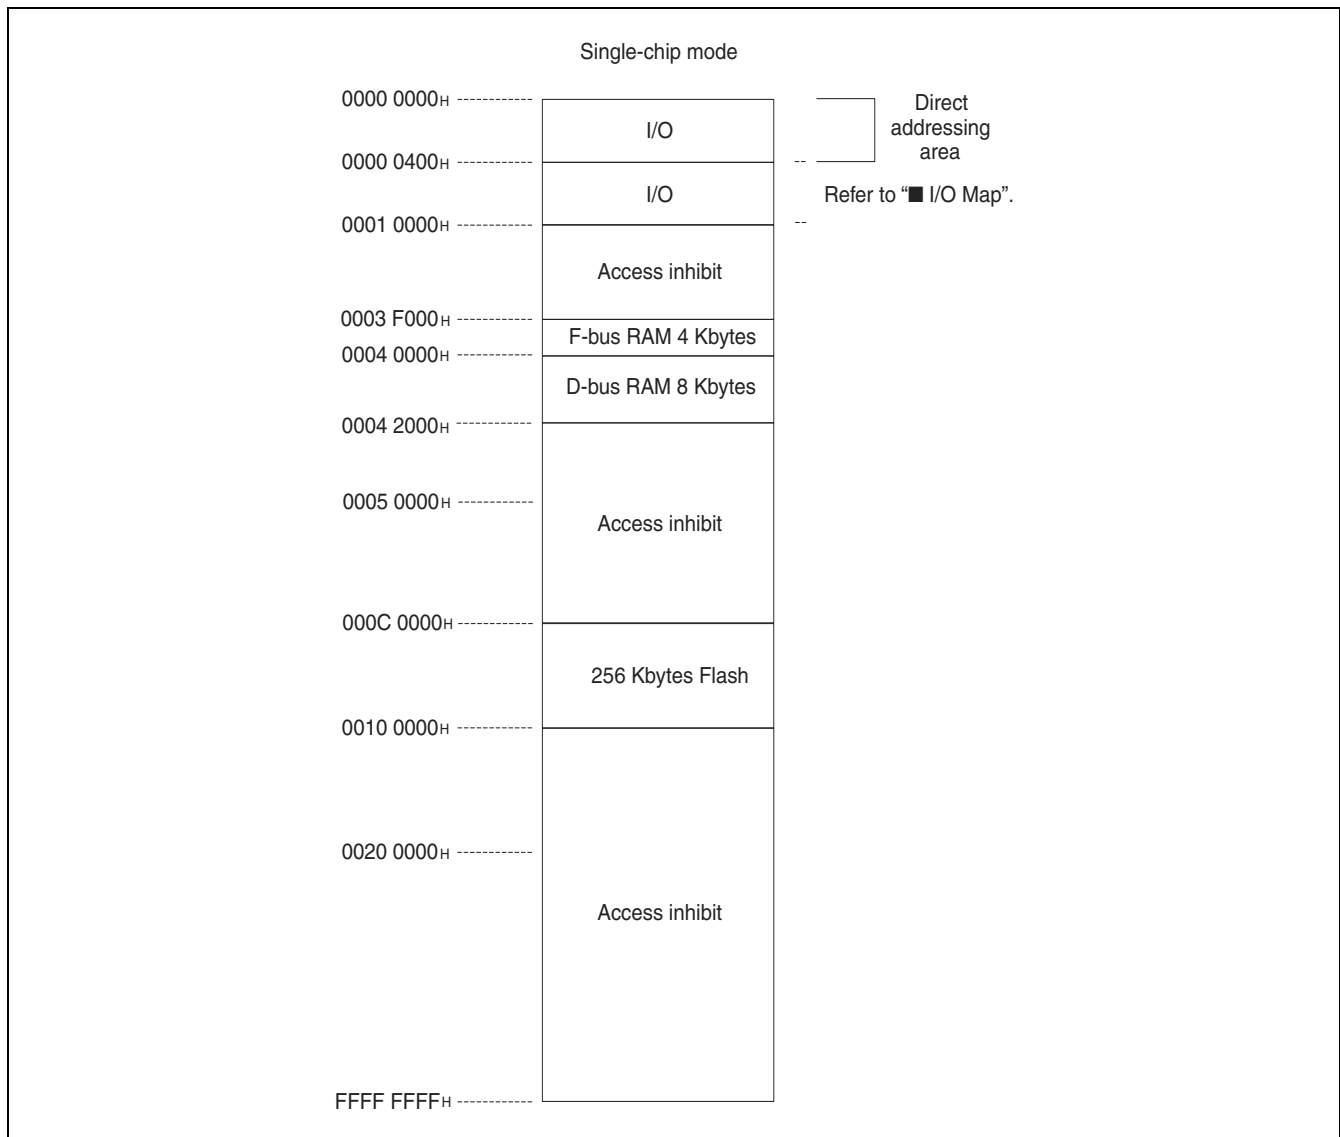 Single-chip mode
0000 0000H
I/O
Direct
addressing
area
0000 0400H
I/O
Refer to “■ I/O Map”.
0001 0000H
Access inhibit
0003 F000H
F-bus RAM 4 Kbytes
0004 0000H
D-bus RAM 8 Kbytes
0004 2000H
0005 0000H
Access inhibit
000C 0000H
256 Kbytes Flash
0010 0000H
0020 0000H
Access inhibit
FFFF FFFFH